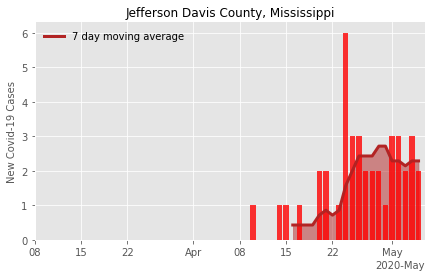 Jefferson Davis County, Mississippi
7 day moving average
New Covid-19 Cases
6
5
4
3
2
1
0
08 15 22 Apr 08 15 22 May
2020-May